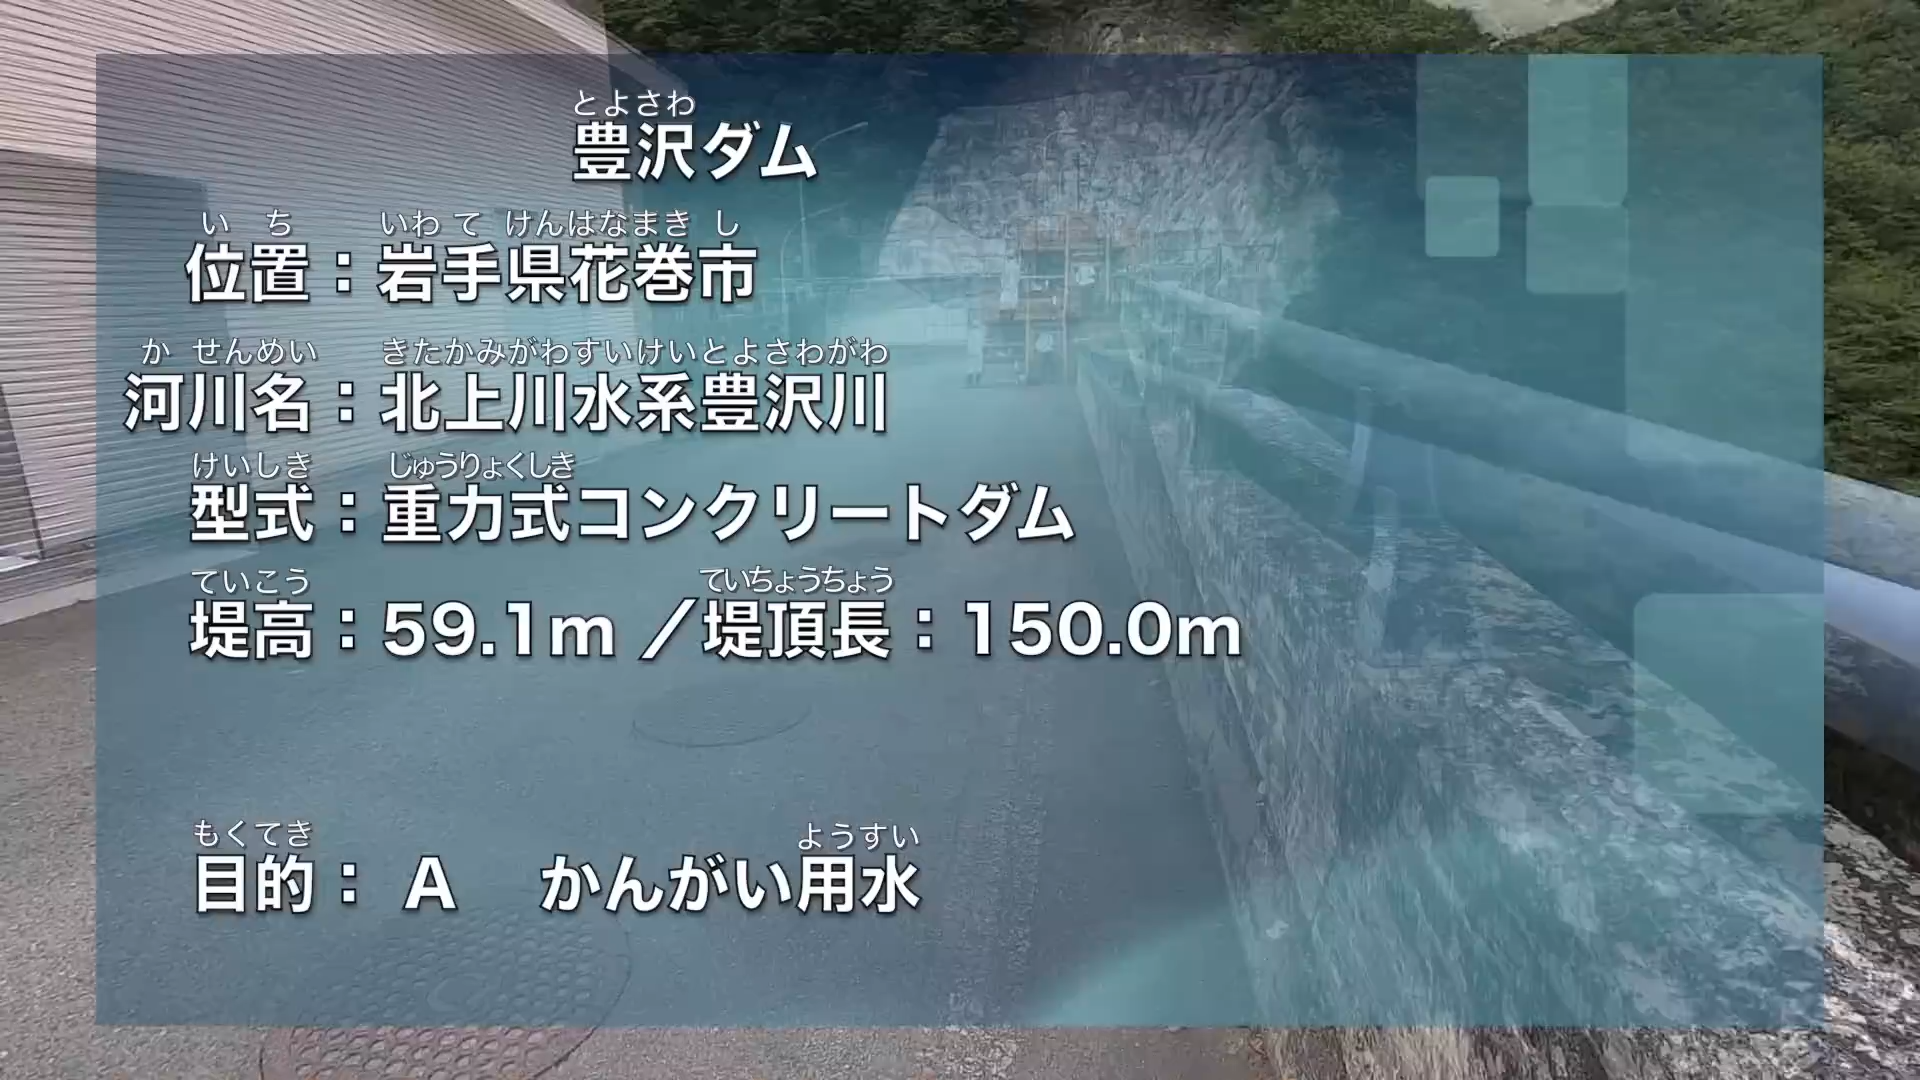 とよさわ
豊沢ダム
いち いわてけんはなまきし
位置：岩手県花巻市
かせんめい きたかみがわすいけいとよさわがわ
河川名：北上川水系豊沢川
けいしき じゅうりょくしき
型式：重力式コンクリートダム
ていこう ていちょうちょう
堤高：59.1m ／堤頂長：150.0m
もくてき ようすい
目的： A かんがい用水